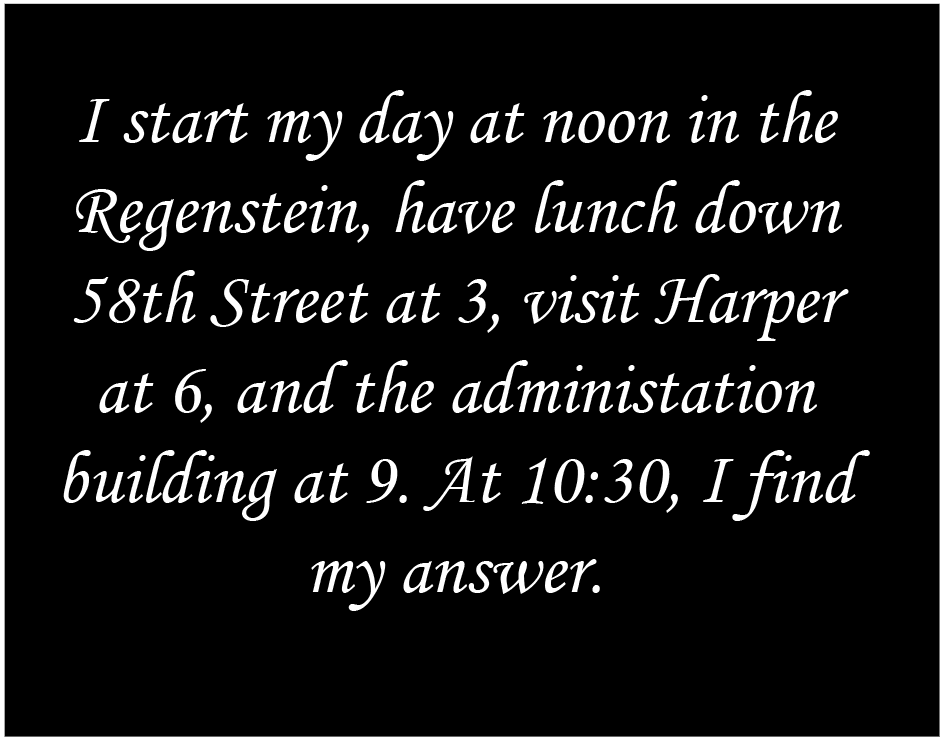 I start my day at noon in the
Regenstein, have lunch down
58th Street at 3, visit Harper
at 6, and the administation
building at 9. At 10:30, I find
my answer.